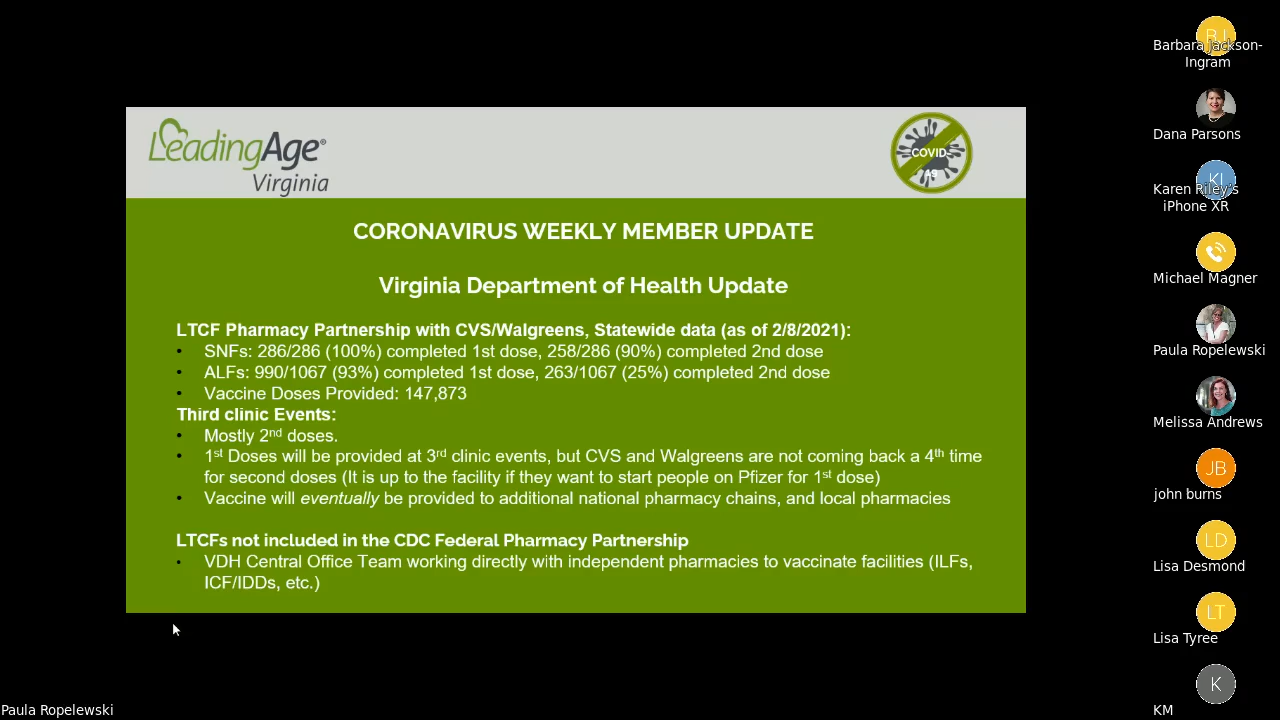 LeadingAge®
Virginia
COVID-
19
CORONAVIRUS WEEKLY MEMBER UPDATE
Virginia Department of Health Update
LTCF Pharmacy Partnership with CVS/Walgreens, Statewide data (as of 2/8/2021):
• SNFs: 286/286 (100%) completed 1st dose, 258/286 (90%) completed 2nd dose
• ALFs: 990/1067 (93%) completed 1st dose, 263/1067 (25%) completed 2nd dose
• Vaccine Doses Provided: 147,873
Third clinic Events:
• Mostly 2nd doses.
• 1st Doses will be provided at 3rd clinic events, but CVS and Walgreens are not coming back a 4th time
for second doses (It is up to the facility if they want to start people on Pfizer for 1st dose)
• Vaccine will eventually be provided to additional national pharmacy chains, and local pharmacies
LTCFs not included in the CDC Federal Pharmacy Partnership
• VDH Central Office Team working directly with independent pharmacies to vaccinate facilities (ILFs,
ICF/IDDs, etc.)
Paula Ropelewski
BJ
Barbara jackson-
Ingram
Dana Parsons
KI
Karen Riley's
iPhone XR
Michael Magner
Paula Ropelewski
Melissa Andrews
JB
john burns
LD
Lisa Desmond
LT
Lisa Tyree
K
KM